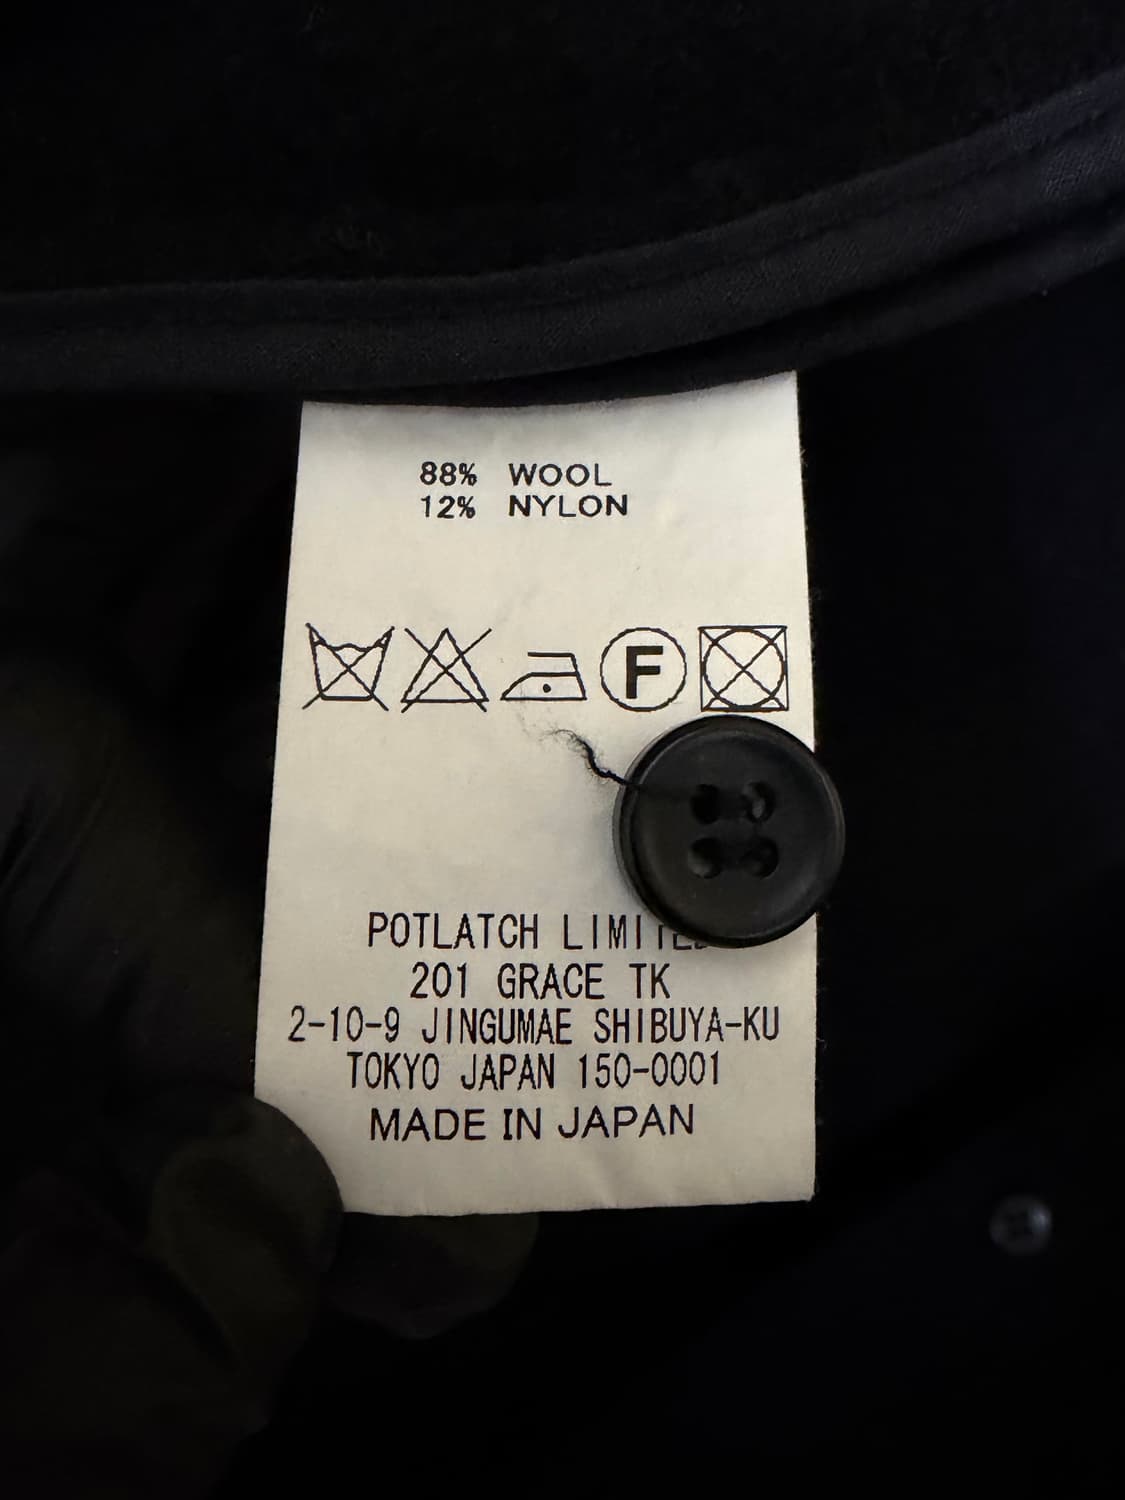 88% WOOL
12% NYLON
F
POTLATCH LIMITED
201 GRACE TK
2-10-9 JINGUMAE SHIBUYA-KU
TOKYO JAPAN 150-0001
MADE IN JAPAN